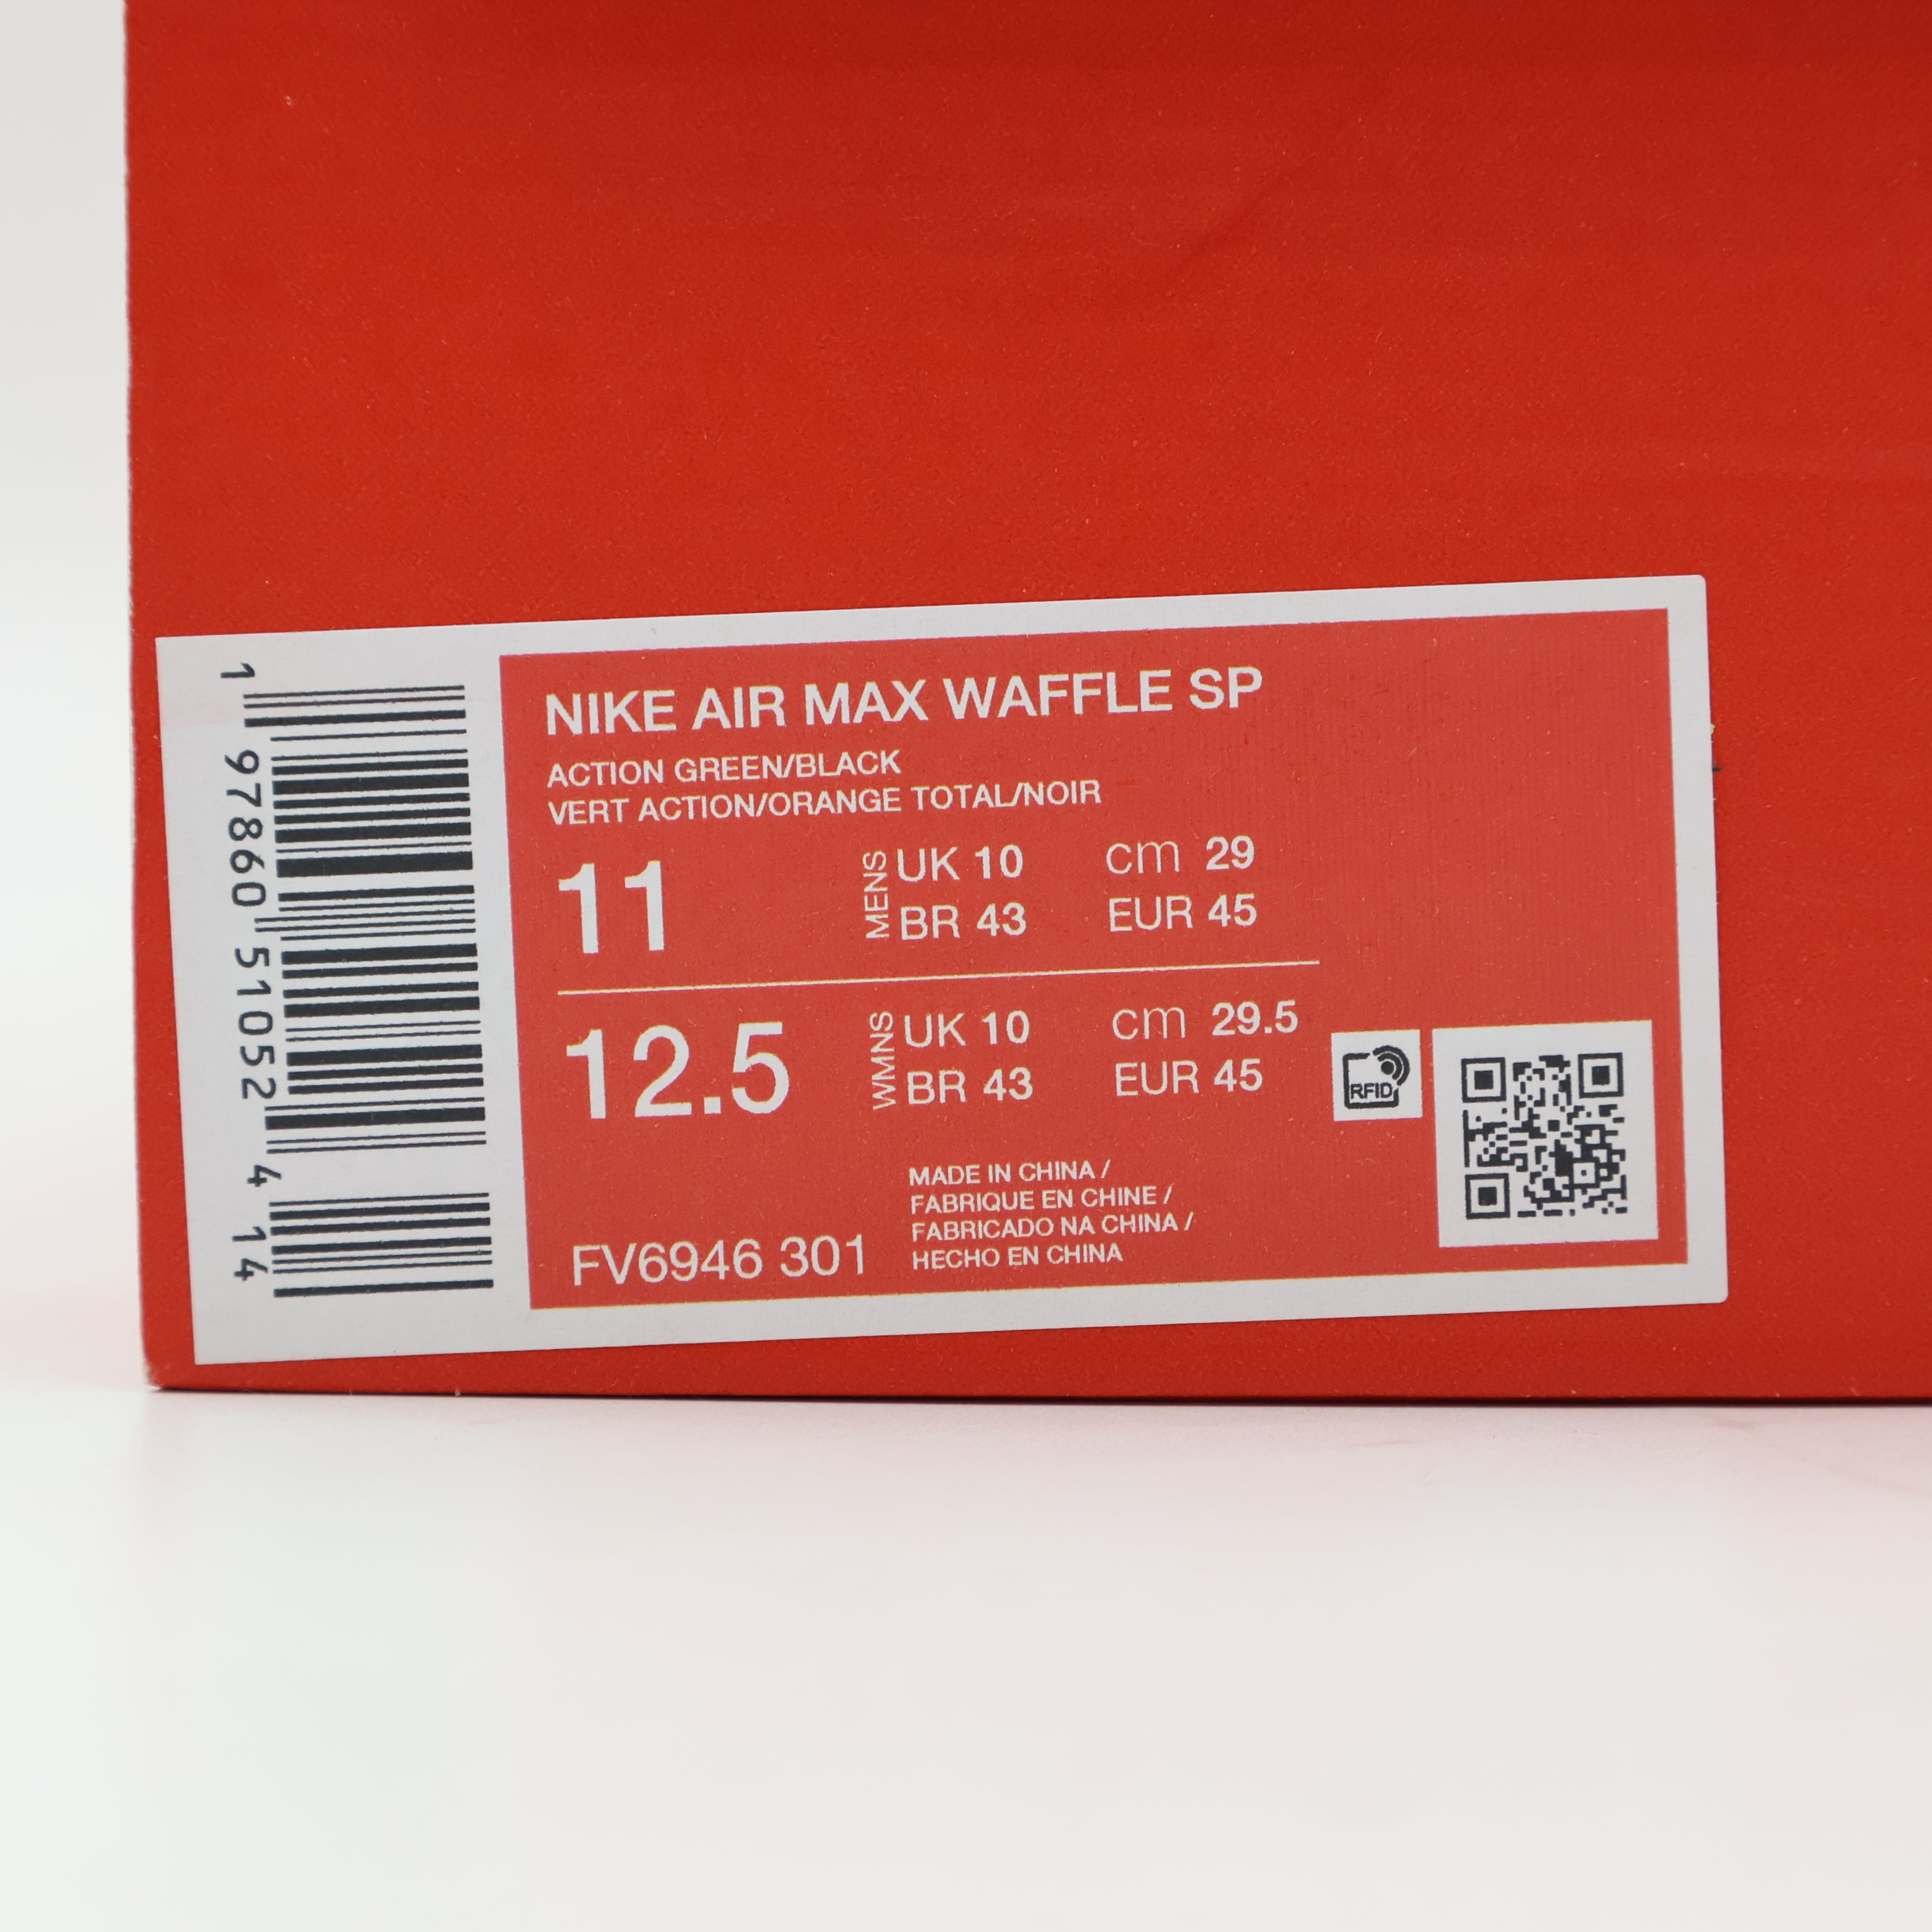 1 97860 51052 4 14
NIKE AIR MAX WAFFLE SP
ACTION GREEN/BLACK
VERT ACTION/ORANGE TOTAL/NOIR
11
MENS
UK 10 cm 29
BR 43 EUR 45
12.5
WMNS
UK 10 cm 29.5
BR 43 EUR 45
RFID
MADE IN CHINA /
FABRIQUE EN CHINE /
FABRICADO NA CHINA /
HECHO EN CHINA
FV6946 301